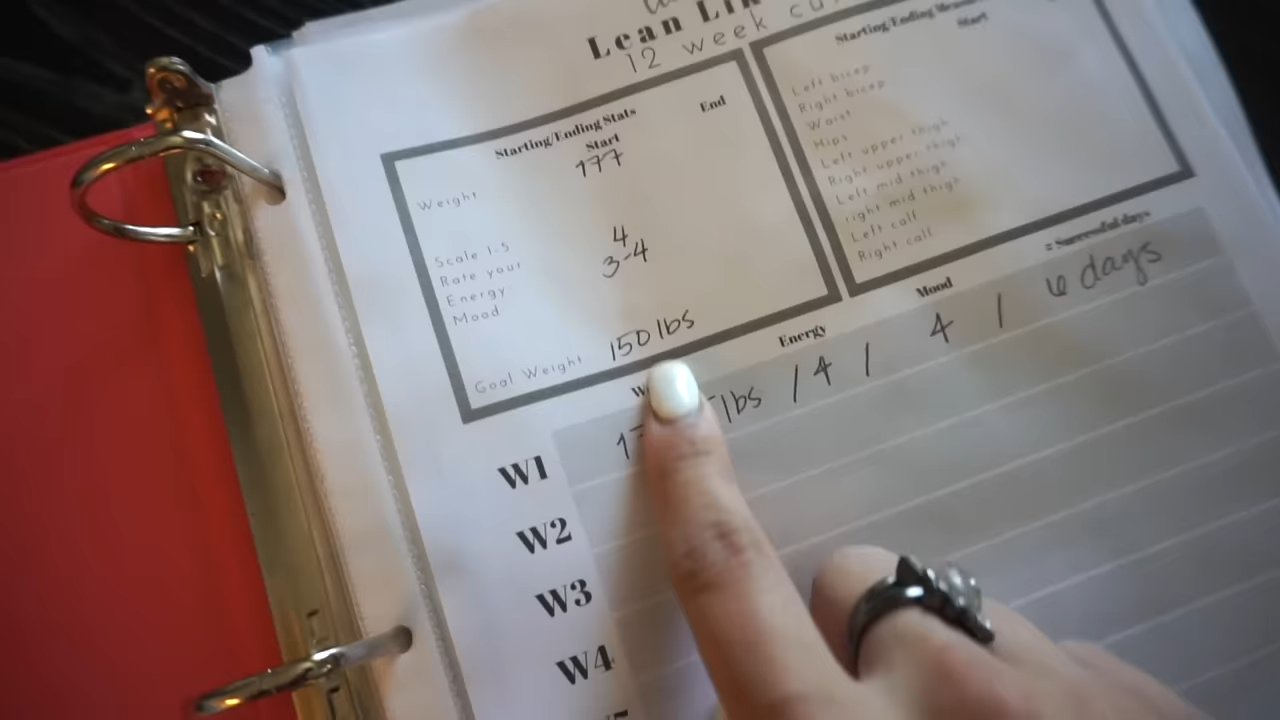 Lean
12 week
Starting/Ending Stats
Start End
177
Weight
Scale 1-5
Rate your
Energy 4
Mood 3-4
Goal Weight 150lbs
Starting/Ending
Start
Left bicep
Right bicep
Waist
Hips
Left upper thigh
Right upper thigh
Left mid thigh
right mid thigh
Left calf
Right calf
Energy Mood = Successful days
W1 lbs / 4 / 4 / 6 days
W2
W3
W4